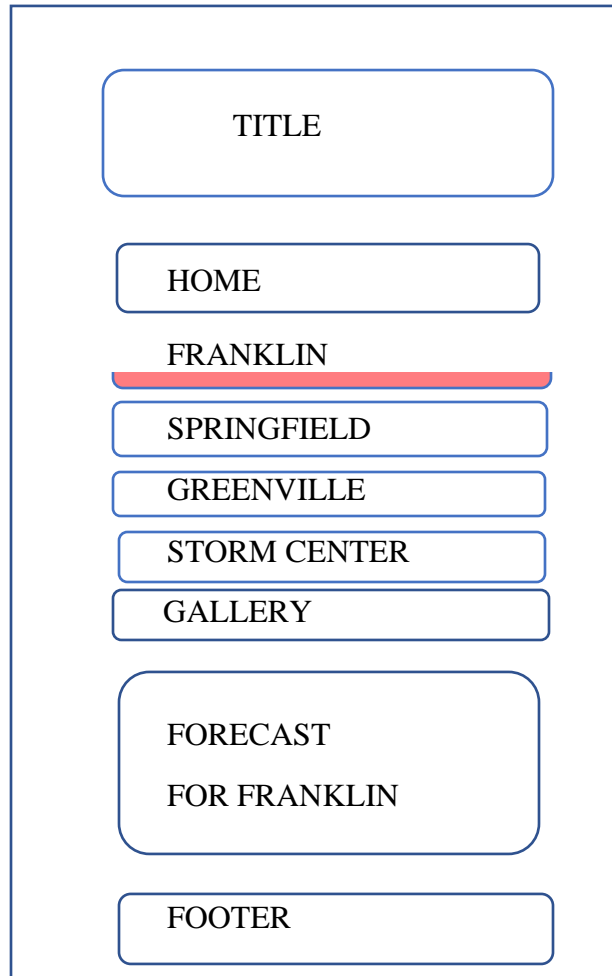 TITLE
HOME
FRANKLIN
SPRINGFIELD
GREENVILLE
STORM CENTER
GALLERY
FORECAST
FOR FRANKLIN
FOOTER